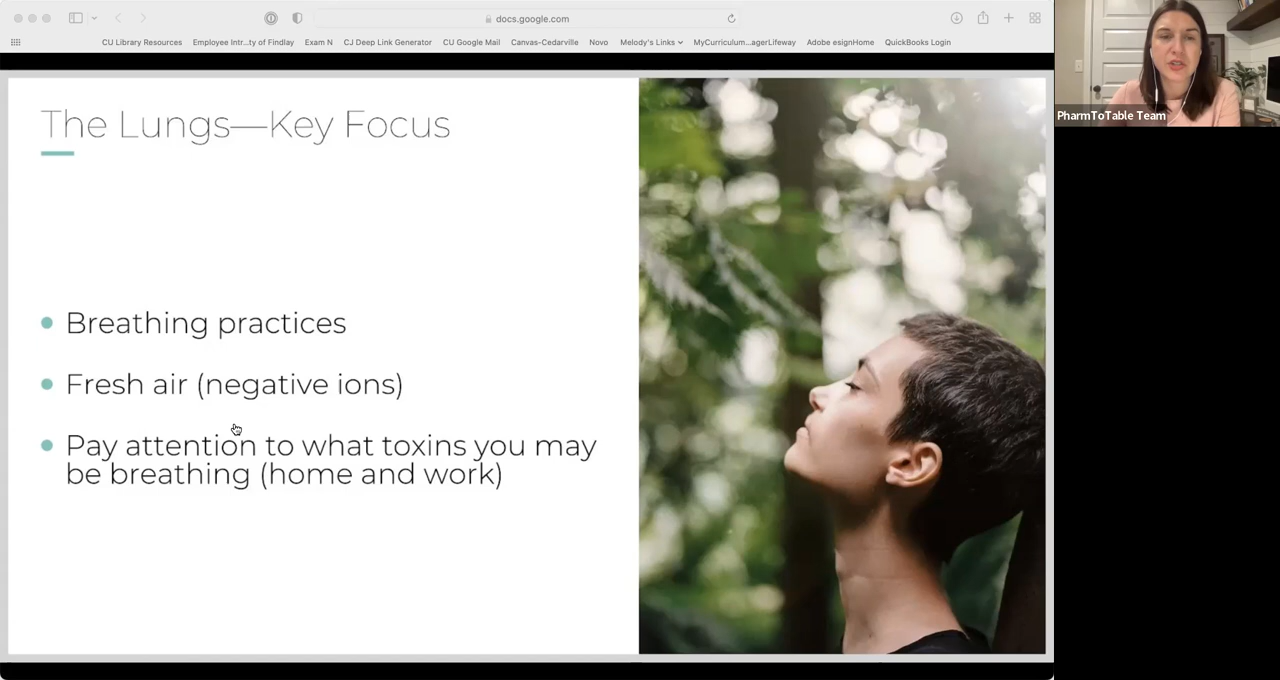 docs.google.com
CU Library Resources Employee Intr...ty of Findlay Exam N CJ Deep Link Generator CU Google Mail Canvas-Cedarville Novo Melody's Links MyCurriculum...agerLifeway Adobe esignHome QuickBooks Login
PharmToTable Team
The Lungs—Key Focus
Breathing practices
Fresh air (negative ions)
Pay attention to what toxins you may
be breathing (home and work)